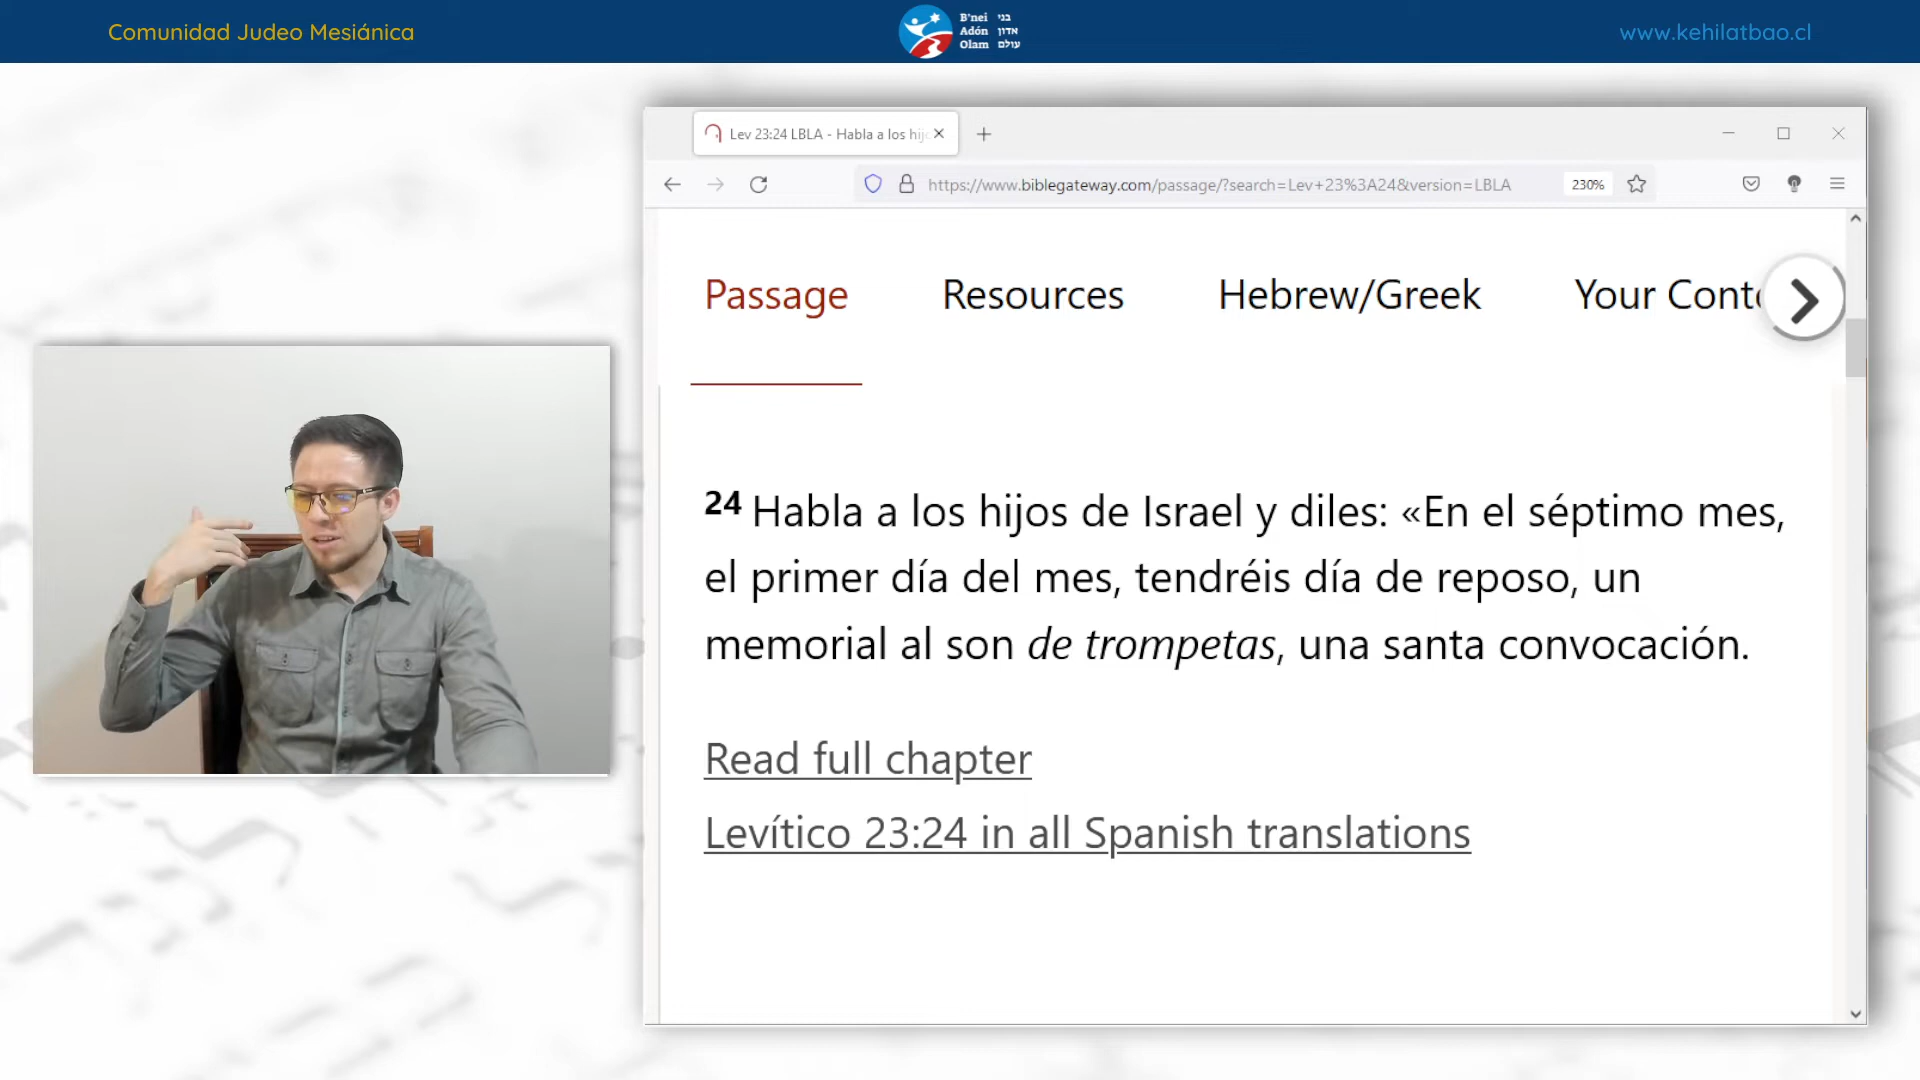 Comunidad Judeo Mesiánica
B'nei
Adón
Olam
בני
אדון
עולם
www.kehilatbao.cl
Lev 23:24 LBLA - Habla a los hij
https://www.biblegateway.com/passage/?search=Lev+23%3A24&version=LBLA
230%
Passage Resources Hebrew/Greek Your Conte
24 Habla a los hijos de Israel y diles: «En el séptimo mes,
el primer día del mes, tendréis día de reposo, un
memorial al son de trompetas, una santa convocación.
Read full chapter
Levítico 23:24 in all Spanish translations